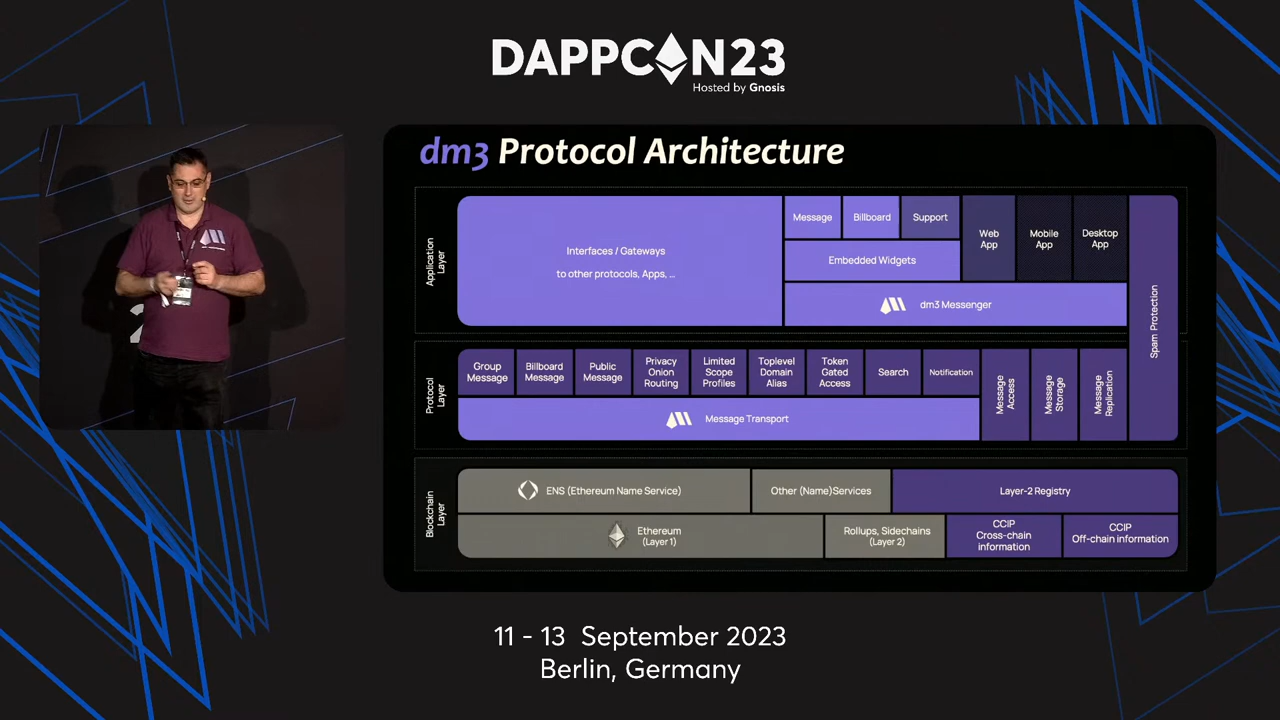 DAPPCON23
Hosted by Gnosis
dm3 Protocol Architecture
Application
Layer
Interfaces / Gateways
to other protocols, Apps, ...
Message
Billboard
Support
Embedded Widgets
Web
App
Mobile
App
Desktop
App
dm3 Messenger
Spam Protection
Protocol
Layer
Group
Message
Billboard
Message
Public
Message
Privacy
Onion
Routing
Limited
Scope
Profiles
Toplevel
Domain
Alias
Token
Gated
Access
Search
Notification
Message
Access
Message
Storage
Message
Replication
Message Transport
Blockchain
Layer
ENS (Ethereum Name Service)
Other (Name)Services
Layer-2 Registry
Ethereum
(Layer 1)
Rollups, Sidechains
(Layer 2)
CCIP
Cross-chain
information
CCIP
Off-chain information
11 - 13 September 2023
Berlin, Germany